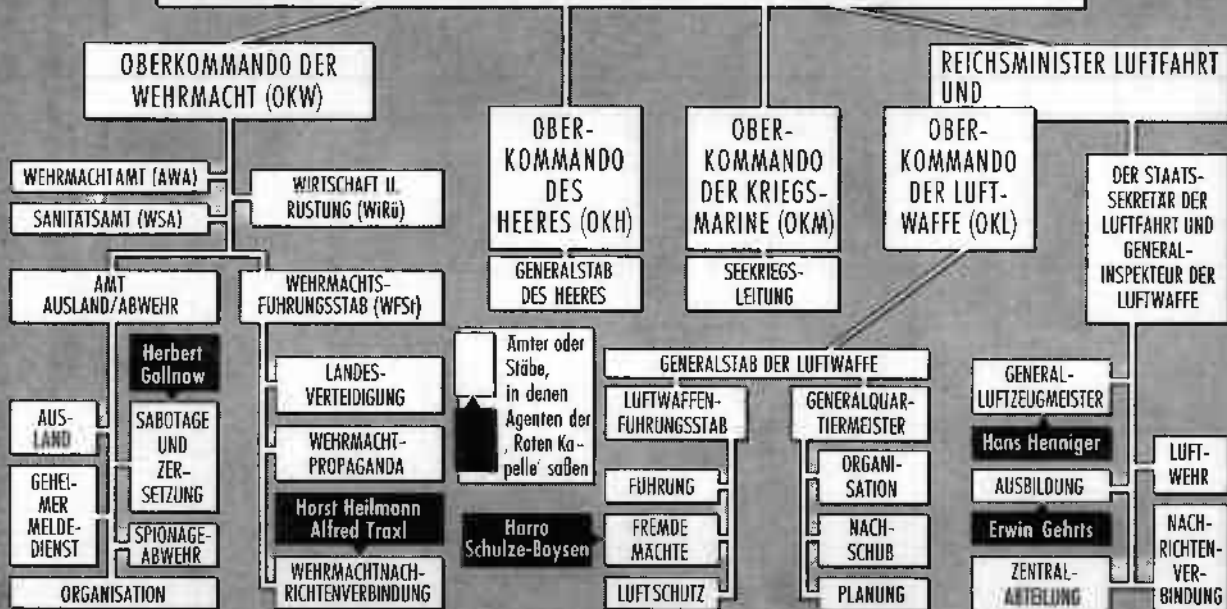 OBERKOMMANDO DER
WEHRMACHT (OKW)
REICHSMINISTER LUFTFAHRT
UND
OBER-
KOMMANDO
DES
HEERES (OKH)
OBER-
KOMMANDO
DER KRIEGS-
MARINE (OKM)
OBER-
KOMMANDO
DER LUFT-
WAFFE (OKL)
DER STAATS-
SEKRETÄR DER
LUFTFAHRT UND
GENERAL-
INSPEKTEUR DER
LUFTWAFFE
WEHRMACHTAMT (AWA)
SANITÄTSAMT (WSA)
WIRTSCHAFT U.
RÜSTUNG (WiRü)
GENERALSTAB
DES HEERES
SEEKRIEGS-
LEITUNG
AMT
AUSLAND/ABWEHR
WEHRMACHTS-
FÜHRUNGSSTAB (WFSt)
Herbert
Gollnow
AUS-
LAND
SABOTAGE
UND
ZER-
SETZUNG
GEHEI-
MER
MELDE-
DIENST
SPIONAGE-
ABWEHR
ORGANISATION
LANDES-
VERTEIDIGUNG
WEHRMACHT-
PROPAGANDA
Horst Heilmann
Alfred Traxl
WEHRMACHTNACH-
RICHTENVERBINDUNG
Ämter oder
Stäbe,
in denen
Agenten der
‚Roten Ka-
pelle' saßen
GENERALSTAB DER LUFTWAFFE
LUFTWAFFEN-
FÜHRUNGSSTAB
GENERALQUAR-
TIERMEISTER
FÜHRUNG
Harro
Schulze-Boysen
FREMDE
MÄCHTE
LUFTSCHUTZ
ORGANI-
SATION
NACH-
SCHUB
PLANUNG
GENERAL-
LUFTZEUGMEISTER
Hans Henniger
AUSBILDUNG
Erwin Gehrts
ZENTRAL-
ABTEILUNG
LUFT-
WEHR
NACH-
RICHTEN-
VER-
BINDUNG